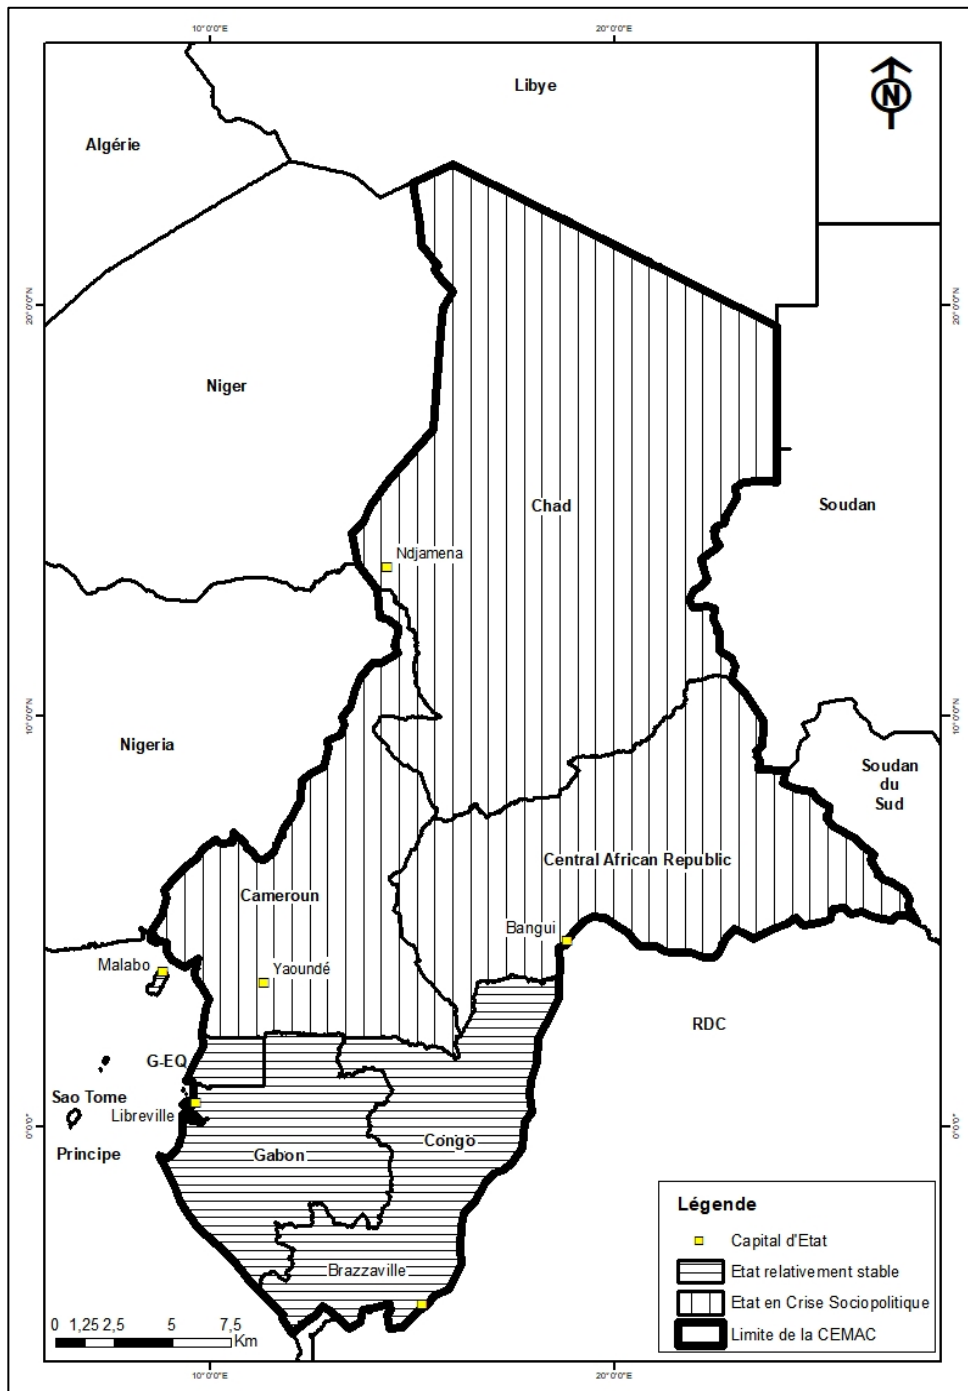 10°0'0"E
20°0'0"E
Libye
N
Algérie
20°0'0"N
20°0'0"N
Niger
Chad
Soudan
Ndjamena
10°0'0"N
10°0'0"N
Nigeria
Soudan
du
Sud
Central African Republic
Cameroun
Bangui
Malabo
Yaoundé
RDC
G-EQ
Sao Tome
Libreville
0°0'0"
0°0'0"
Congo
Principe
Gabon
Légende
Capital d'Etat
Brazzaville
Etat relativement stable
Etat en Crise Sociopolitique
0 1,25 2,5 5 7,5
Km
Limite de la CEMAC
10°0'0"E
20°0'0"E